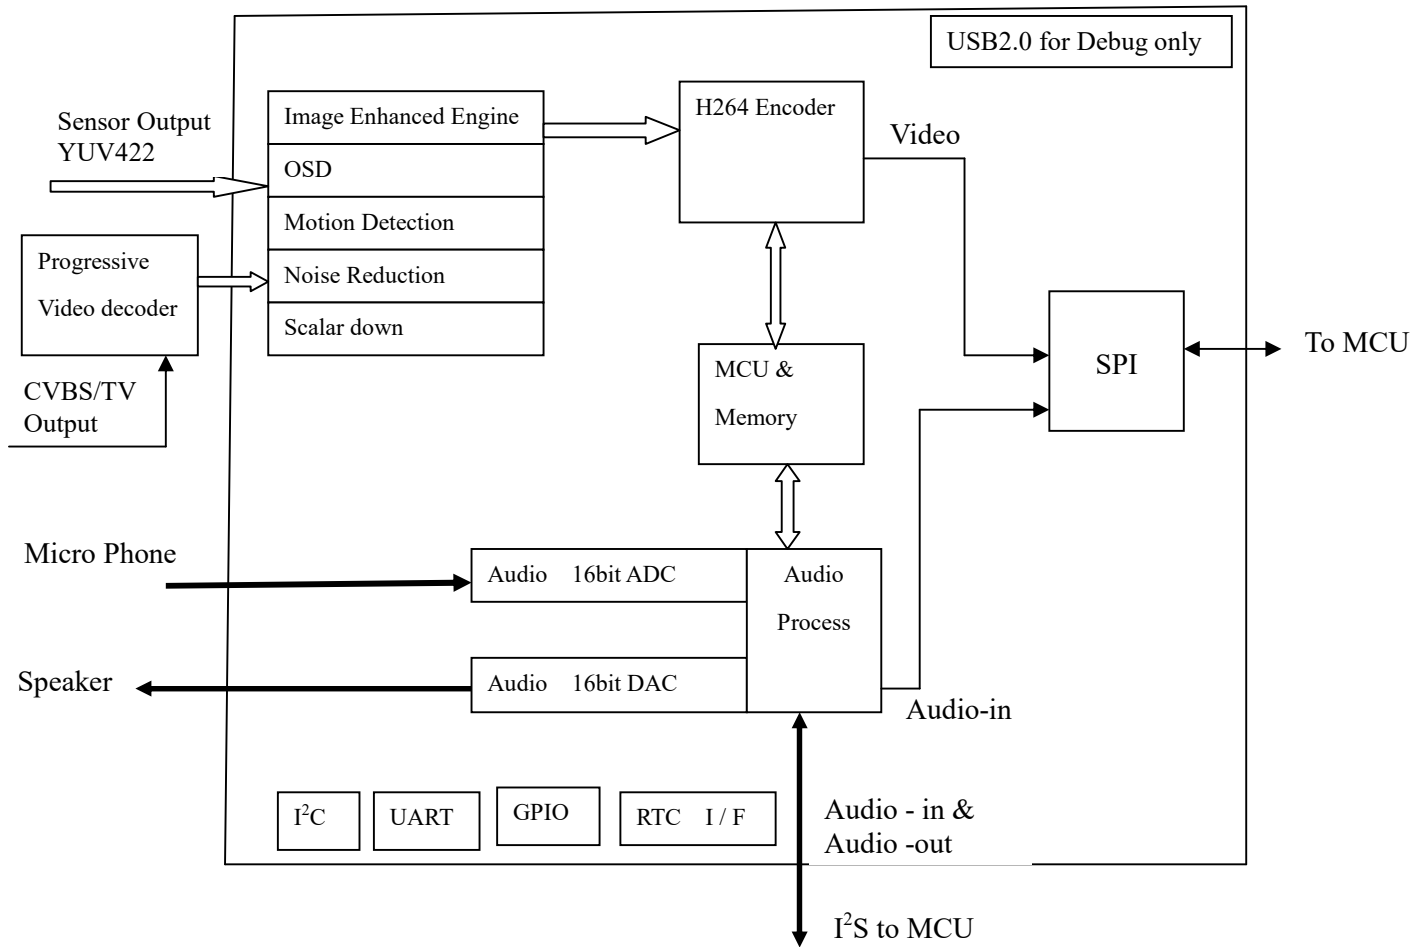 USB2.0 for Debug only
Sensor Output
YUV422
Image Enhanced Engine
OSD
Motion Detection
Noise Reduction
Scalar down
H264 Encoder
Video
Progressive
Video decoder
CVBS/TV
Output
MCU &
Memory
SPI
To MCU
Micro Phone
Audio 16bit ADC
Audio
Process
Speaker
Audio 16bit DAC
Audio-in
I²C
UART
GPIO
RTC I / F
Audio - in &
Audio -out
I²S to MCU